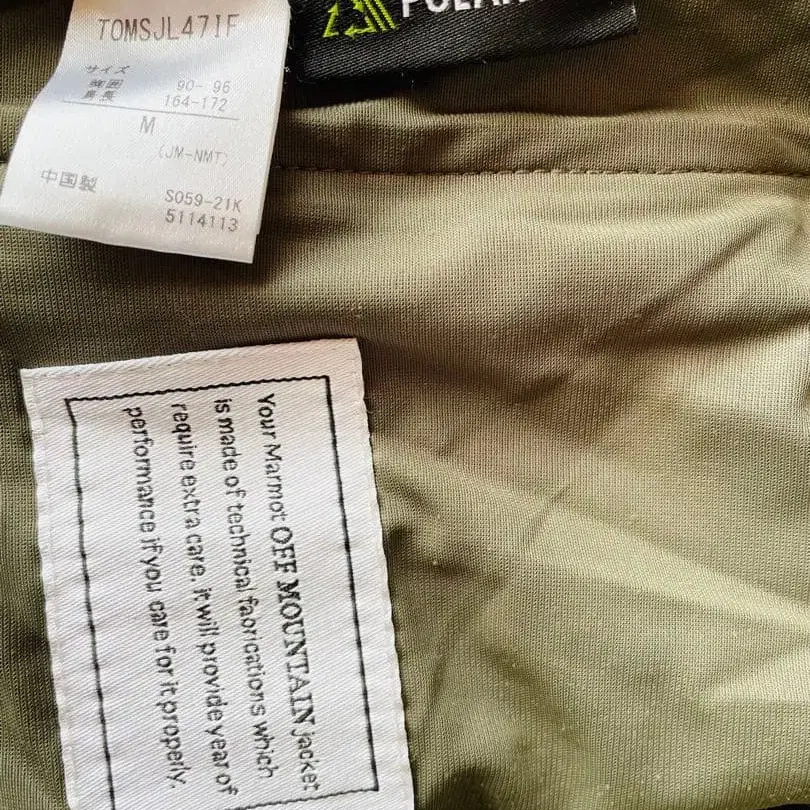 TOMSJL47IF
サイズ
胸囲 90-96
身長 164-172
M
(JM-NMT)
中国製
S059-21K
5114113
Your Marmot OFF MOUNTAIN jacket
is made of technical faorications which
require extra care. it will provide year of
performance if you care for it properly.